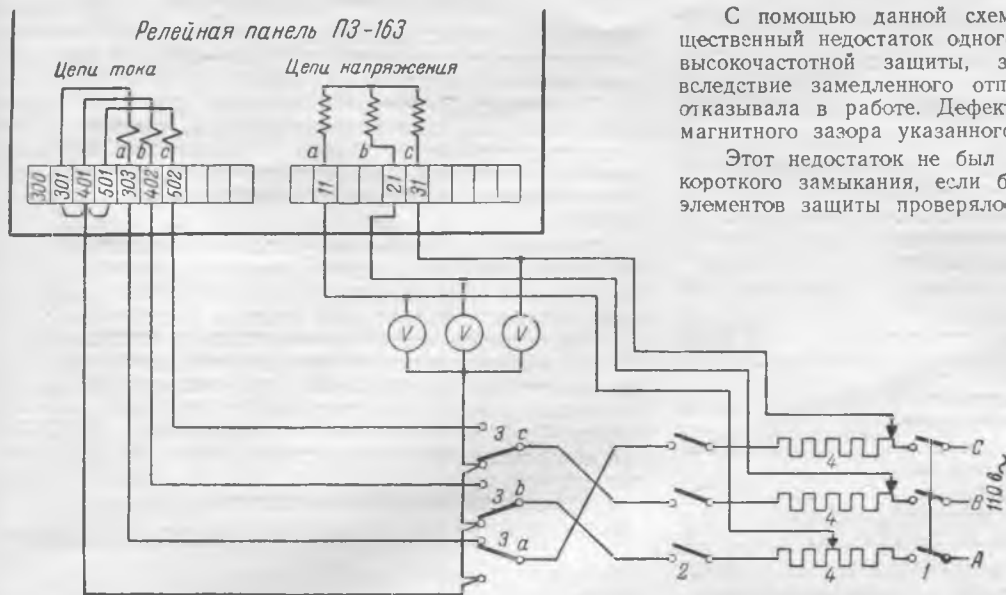 Релейная панель ПЗ-163
Цепи тока
Цепи напряжения
a b c
a b c
300 301 401 501 303 402 502
11 21 31
V V V
3 c
3 b
3 a
2
4
4
4
1
C
B
A
110 в
С помощью данной схем
щественный недостаток одного
высокочастотной защиты, з
вследствие замедленного отп
отказывала в работе. Дефект
магнитного зазора указанного
Этот недостаток не был
короткого замыкания, если б
элементов защиты проверяло